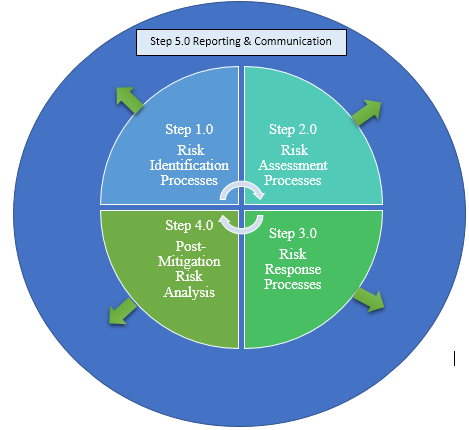 Step 5.0 Reporting & Communication
Step 1.0
Risk
Identification
Processes
Step 2.0
Risk
Assessment
Processes
Step 4.0
Post-
Mitigation
Risk
Analysis
Step 3.0
Risk
Response
Processes